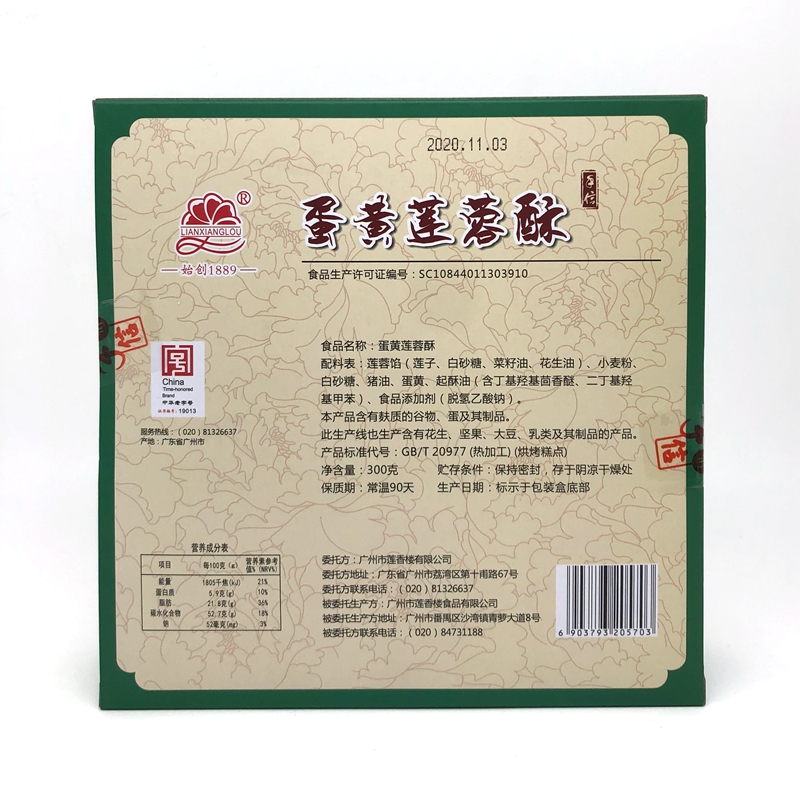 2020.11.03
LIANXIANGLOU
®
始创1889
蛋黄莲蓉酥
手信
食品生产许可证编号：SC10844011303910
China
Time-honored
Brand
中华老字号
19013
服务热线：（020）81326637
产地：广东省广州市
食品名称：蛋黄莲蓉酥
配料表：莲蓉馅（莲子、白砂糖、菜籽油、花生油）、小麦粉、
白砂糖、猪油、蛋黄、起酥油（含丁基羟基茴香醚、二丁基羟
基甲苯）、食品添加剂（脱氢乙酸钠）。
本产品含有麸质的谷物、蛋及其制品。
此生产线也生产含有花生、坚果、大豆、乳类及其制品的产品。
产品标准代号：GB/T 20977 (热加工) (烘烤糕点)
净含量：300克 贮存条件：保持密封，存于阴凉干燥处
保质期：常温90天 生产日期：标示于包装盒底部
手信
手信
营养成分表
项目 每100克(g) 营养素参考值%(NRV%)
能量 1805千焦(kJ) 21%
蛋白质 5.9克(g) 10%
脂肪 21.8克(g) 36%
碳水化合物 52.7克(g) 18%
钠 52毫克(mg) 3%
委托方：广州市莲香楼有限公司
委托方地址：广东省广州市荔湾区第十甫路67号
委托方联系电话：（020）81326637
被委托生产方：广州市莲香楼食品有限公司
被委托生产方地址：广州市番禺区沙湾镇青萝大道8号
被委托方联系电话：（020）84731188
6 903793 205703